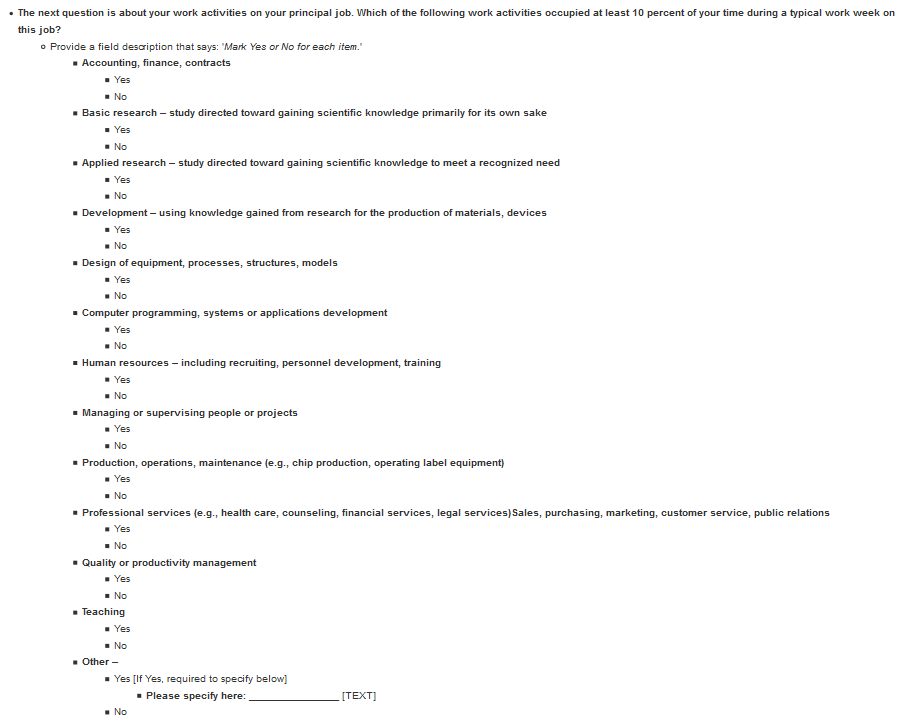 • The next question is about your work activities on your principal job. Which of the following work activities occupied at least 10 percent of your time during a typical work week on
this job?
o Provide a field description that says: 'Mark Yes or No for each item.'
▪ Accounting, finance, contracts
▪ Yes
▪ No
▪ Basic research – study directed toward gaining scientific knowledge primarily for its own sake
▪ Yes
▪ No
▪ Applied research – study directed toward gaining scientific knowledge to meet a recognized need
▪ Yes
▪ No
▪ Development – using knowledge gained from research for the production of materials, devices
▪ Yes
▪ No
▪ Design of equipment, processes, structures, models
▪ Yes
▪ No
▪ Computer programming, systems or applications development
▪ Yes
▪ No
▪ Human resources – including recruiting, personnel development, training
▪ Yes
▪ No
▪ Managing or supervising people or projects
▪ Yes
▪ No
▪ Production, operations, maintenance (e.g., chip production, operating label equipment)
▪ Yes
▪ No
▪ Professional services (e.g., health care, counseling, financial services, legal services)Sales, purchasing, marketing, customer service, public relations
▪ Yes
▪ No
▪ Quality or productivity management
▪ Yes
▪ No
▪ Teaching
▪ Yes
▪ No
▪ Other –
▪ Yes [If Yes, required to specify below]
▪ Please specify here: ________________ [TEXT]
▪ No